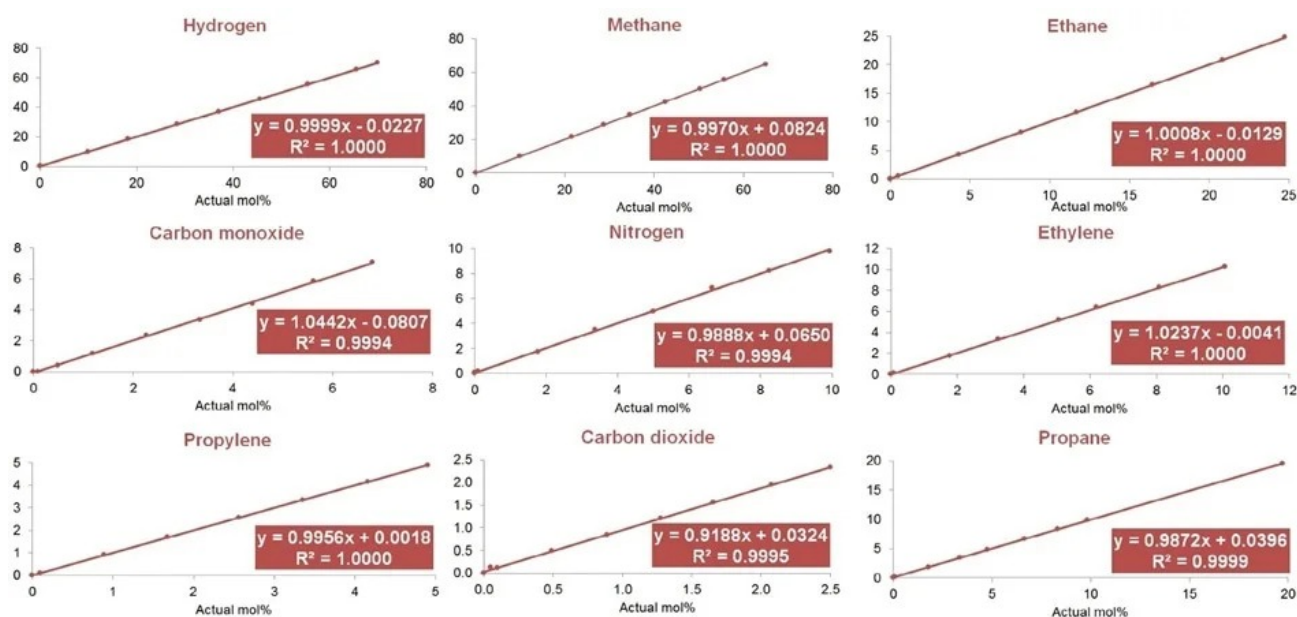 Hydrogen
80
60
40
20
0
y = 0.9999x - 0.0227
R² = 1.0000
0 20 40 60 80
Actual mol%
Methane
80
60
40
20
0
y = 0.9970x + 0.0824
R² = 1.0000
0 20 40 60 80
Actual mol%
Ethane
25
20
15
10
5
0
y = 1.0008x - 0.0129
R² = 1.0000
0 5 10 15 20 25
Actual mol%
Carbon monoxide
8
6
4
2
0
y = 1.0442x - 0.0807
R² = 0.9994
0 2 4 6 8
Actual mol%
Nitrogen
10
8
6
4
2
0
y = 0.9888x + 0.0650
R² = 0.9994
0 2 4 6 8 10
Actual mol%
Ethylene
12
10
8
6
4
2
0
y = 1.0237x - 0.0041
R² = 1.0000
0 2 4 6 8 10 12
Actual mol%
Propylene
5
4
3
2
1
0
y = 0.9956x + 0.0018
R² = 1.0000
0 1 2 3 4 5
Actual mol%
Carbon dioxide
2.5
2.0
1.5
1.0
0.5
0.0
y = 0.9188x + 0.0324
R² = 0.9995
0.0 0.5 1.0 1.5 2.0 2.5
Actual mol%
Propane
20
15
10
5
0
y = 0.9872x + 0.0396
R² = 0.9999
0 5 10 15 20
Actual mol%